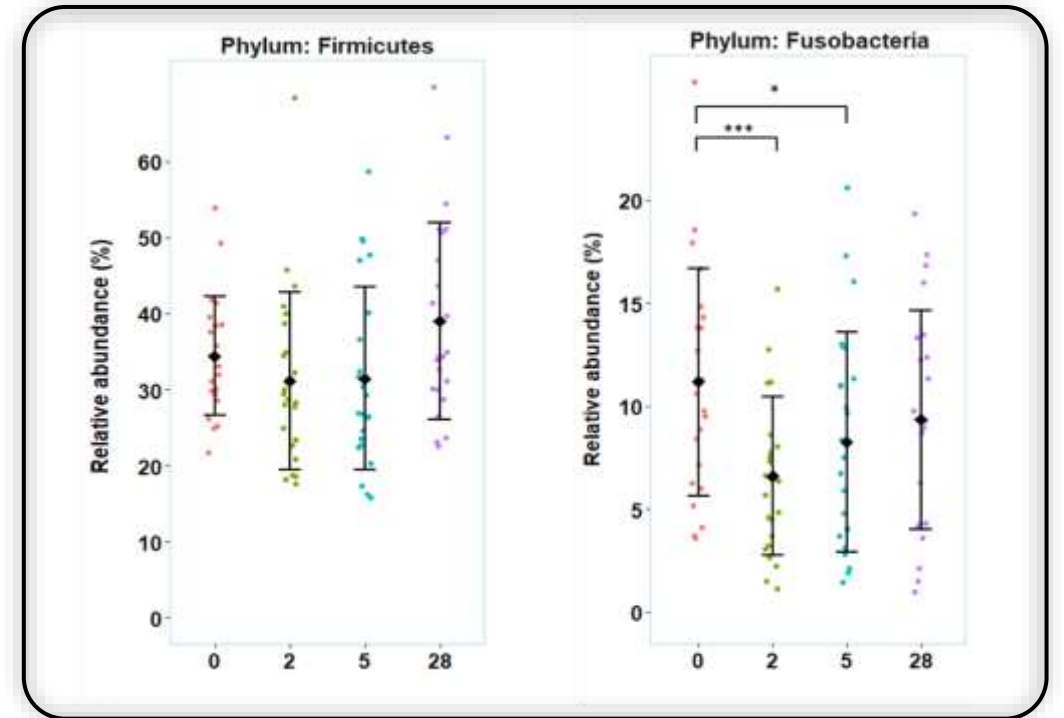 Phylum: Firmicutes
Relative abundance (%)
60
50
40
30
20
10
0
0 2 5 28
Phylum: Fusobacteria
Relative abundance (%)
20
15
10
5
0
*
***
0 2 5 28